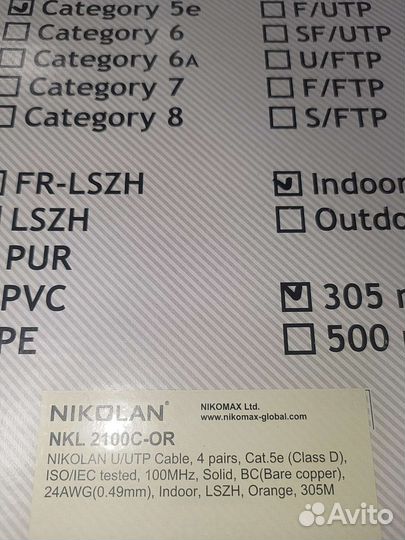 Category 5e
Category 6
Category 6A
Category 7
Category 8
F/UTP
SF/UTP
U/FTP
F/FTP
S/FTP
FR-LSZH
LSZH
PUR
PVC
PE
Indoor
Outdo
305 m
500
NIKOLAN®
NIKOMAX Ltd.
www.nikomax-global.com
NKL 2100C-OR
NIKOLAN U/UTP Cable, 4 pairs, Cat.5e (Class D),
ISO/IEC tested, 100MHz, Solid, BC(Bare copper),
24AWG(0.49mm), Indoor, LSZH, Orange, 305M
Avito